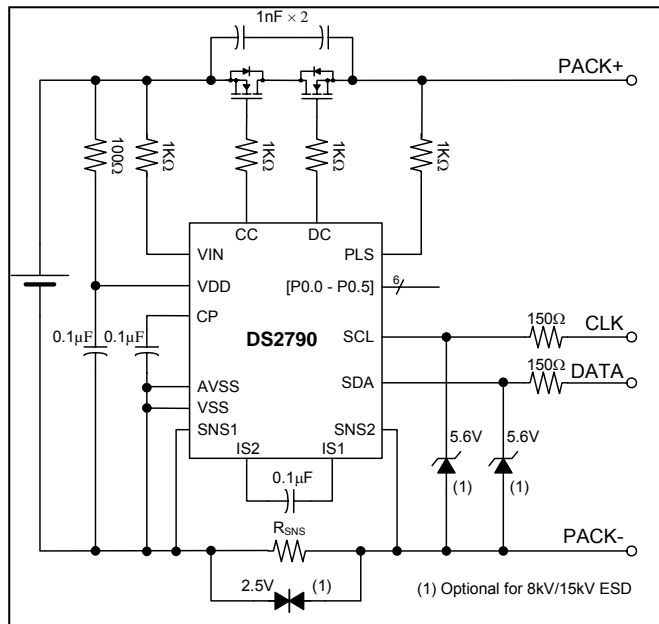 1nF × 2
PACK+
100Ω
1KΩ
1KΩ
1KΩ
1KΩ
CC
DC
VIN
PLS
VDD
[P0.0 - P0.5]
6
CP
0.1µF
0.1µF
DS2790
SCL
150Ω
CLK
AVSS
SDA
150Ω
DATA
VSS
SNS1
SNS2
IS2
IS1
5.6V
5.6V
0.1µF
(1)
(1)
RSNS
PACK-
2.5V
(1)
(1) Optional for 8kV/15kV ESD